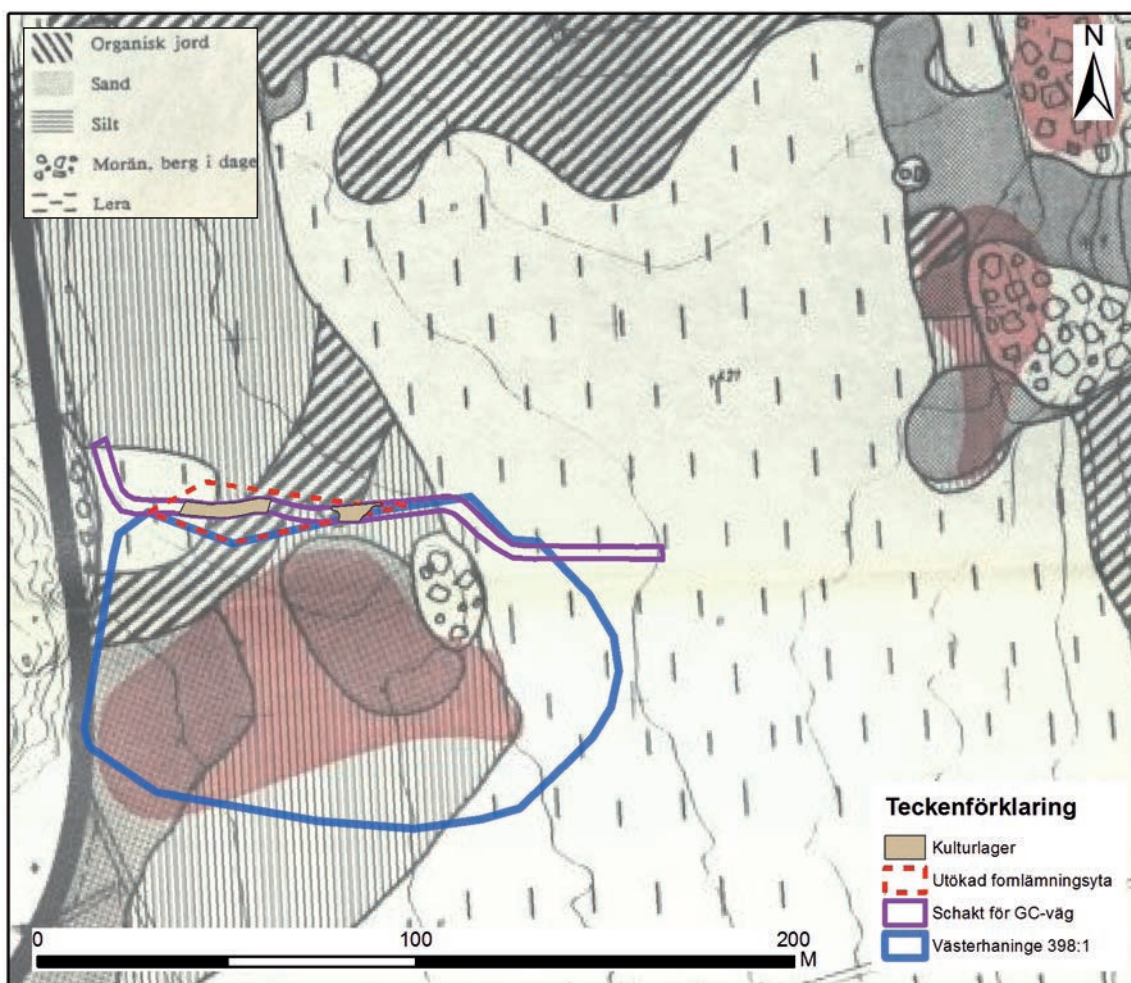 Organisk jord
Sand
Silt
Morän, berg i dage
Lera
N
Teckenförklaring
Kulturlager
Utökad fornlämningsyta
Schakt för GC-väg
Västerhaninge 398:1
0 100 200
M